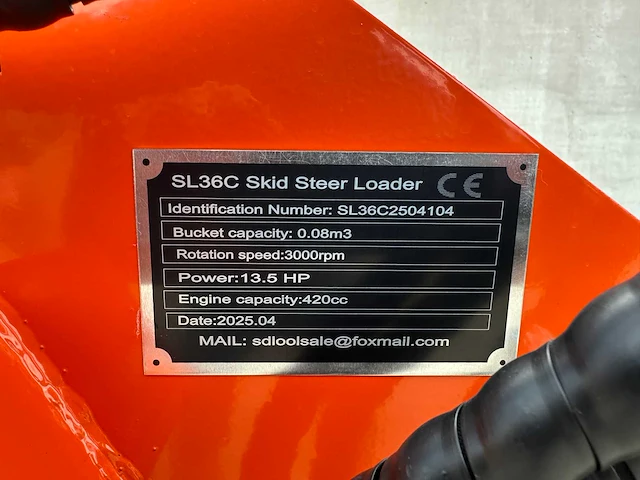 SL36C Skid Steer Loader CE
Identification Number: SL36C2504104
Bucket capacity: 0.08m3
Rotation speed:3000rpm
Power:13.5 HP
Engine capacity:420cc
Date:2025.04
MAIL: sdloolsale@foxmail.com